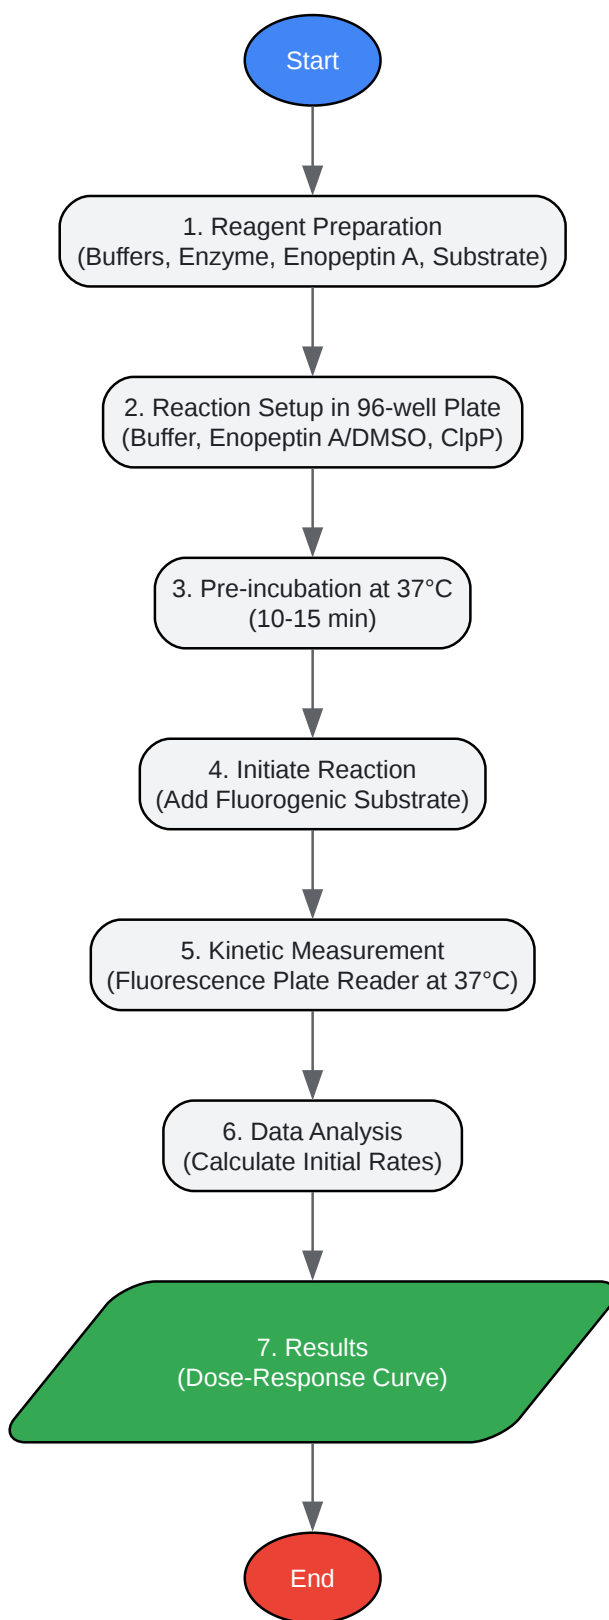 Start
1. Reagent Preparation
(Buffers, Enzyme, Enopeptin A, Substrate)
2. Reaction Setup in 96-well Plate
(Buffer, Enopeptin A/DMSO, ClpP)
3. Pre-incubation at 37°C
(10-15 min)
4. Initiate Reaction
(Add Fluorogenic Substrate)
5. Kinetic Measurement
(Fluorescence Plate Reader at 37°C)
6. Data Analysis
(Calculate Initial Rates)
7. Results
(Dose-Response Curve)
End